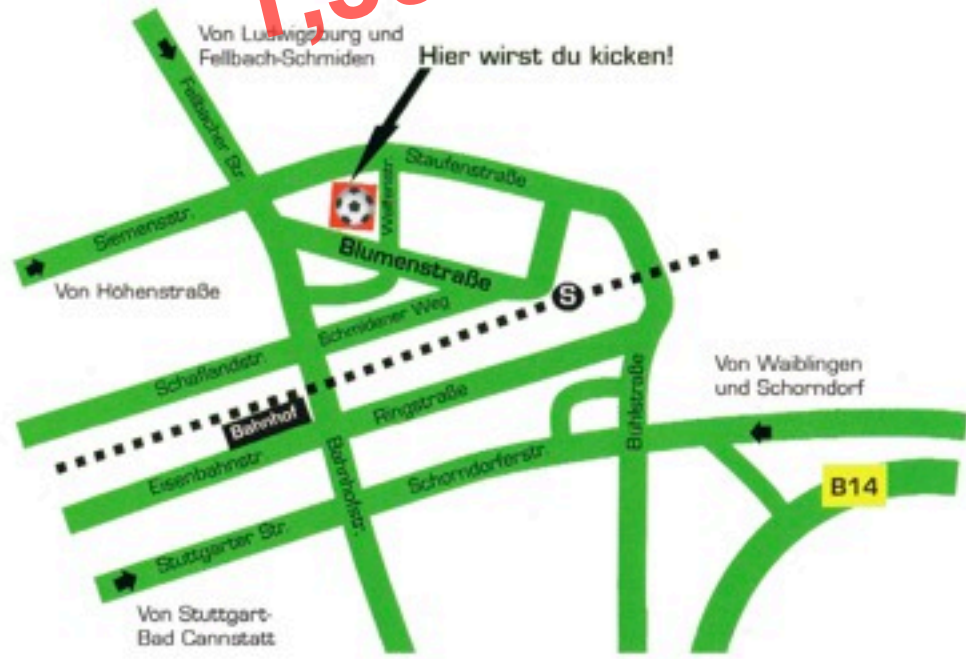 Von Ludwigsburg und
Fellbach-Schmiden
Hier wirst du kicken!
Fellbacher Str.
Staufenstraße
Welfenstr.
Siemensstr.
Blumenstraße
Von Höhenstraße
S
Schmidener Weg
Schaflandstr.
Von Waiblingen
und Schorndorf
Ringstraße
Bühlstraße
Bahnhof
Eisenbahnstr.
Bahnhofstr.
Schorndorferstr.
B14
Stuttgarter Str.
Von Stuttgart-
Bad Cannstatt